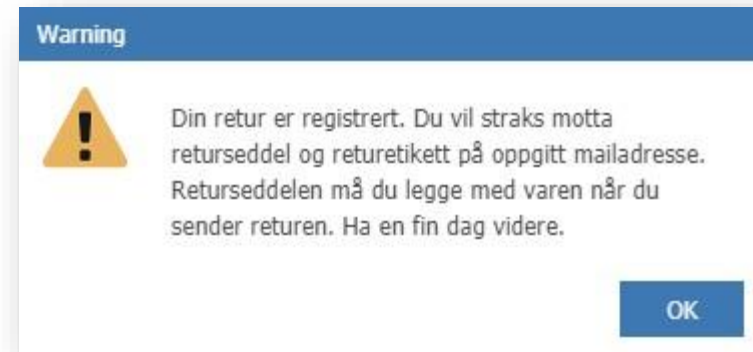 Warning
Din retur er registrert. Du vil straks motta
returseddel og returetikett på oppgitt mailadresse.
Returseddelen må du legge med varen når du
sender returen. Ha en fin dag videre.
OK